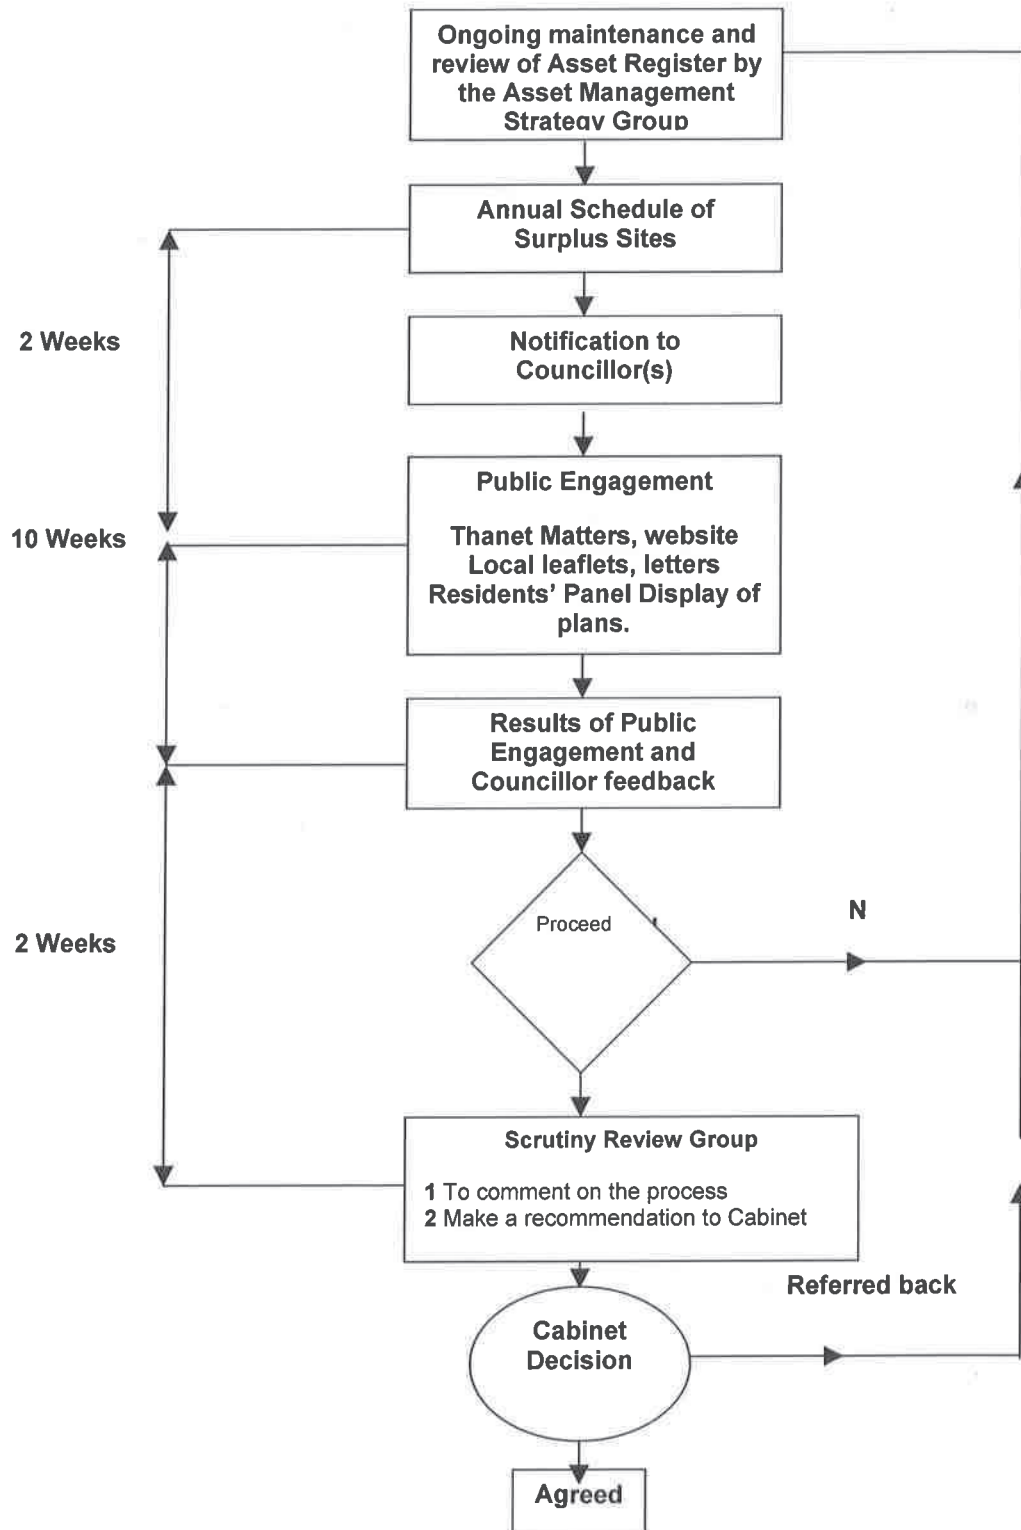 Ongoing maintenance and
review of Asset Register by
the Asset Management
Strategy Group
Annual Schedule of
Surplus Sites
2 Weeks
Notification to
Councillor(s)
Public Engagement
10 Weeks
Thanet Matters, website
Local leaflets, letters
Residents' Panel Display of
plans.
Results of Public
Engagement and
Councillor feedback
Proceed
N
2 Weeks
Scrutiny Review Group
1 To comment on the process
2 Make a recommendation to Cabinet
Referred back
Cabinet
Decision
Agreed